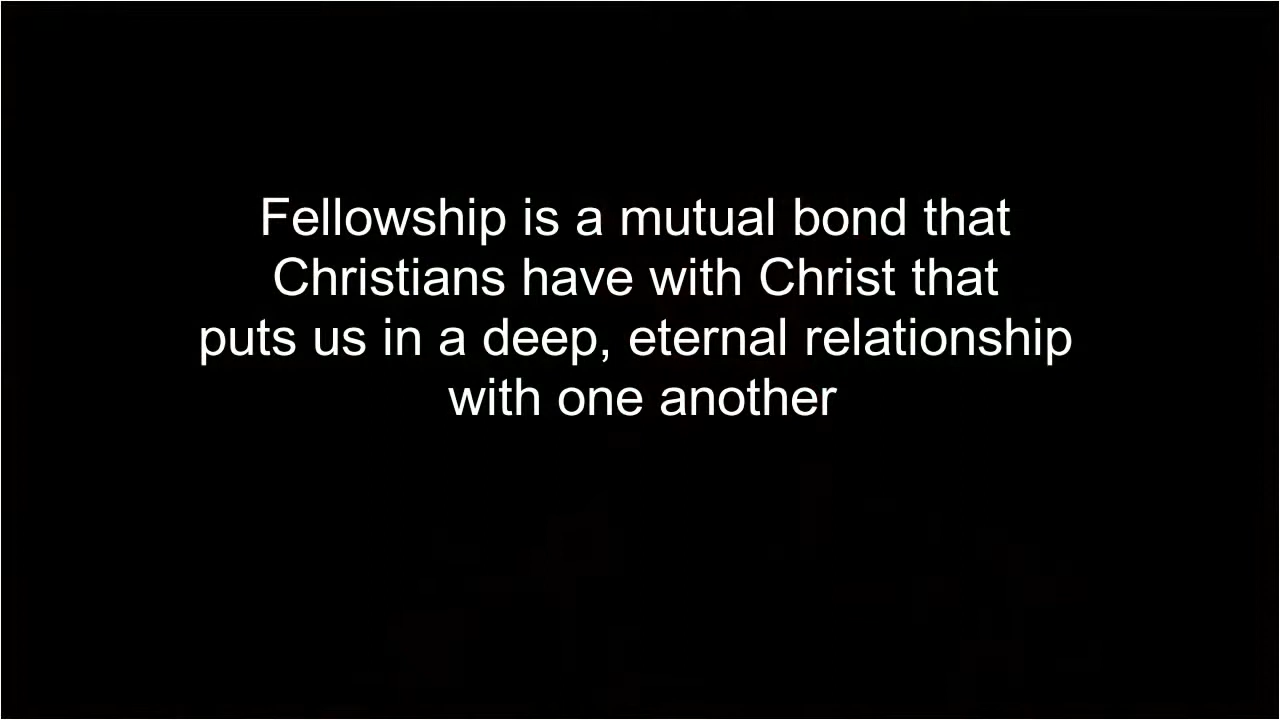 Fellowship is a mutual bond that
Christians have with Christ that
puts us in a deep, eternal relationship
with one another